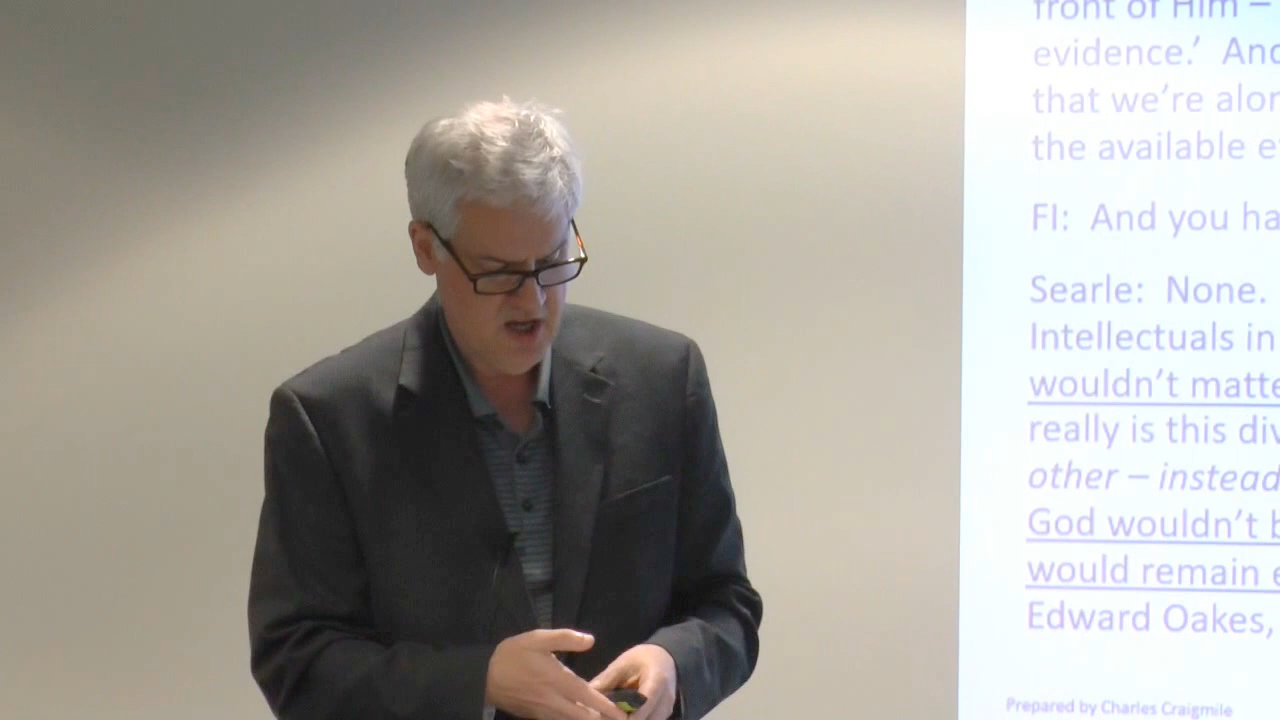 front of Him –
evidence.’ And
that we’re alon
the available e
FI: And you ha
Searle: None.
Intellectuals in
wouldn’t matte
really is this div
other – instead
God wouldn’t b
would remain e
Edward Oakes,
Prepared by Charles Craigmile